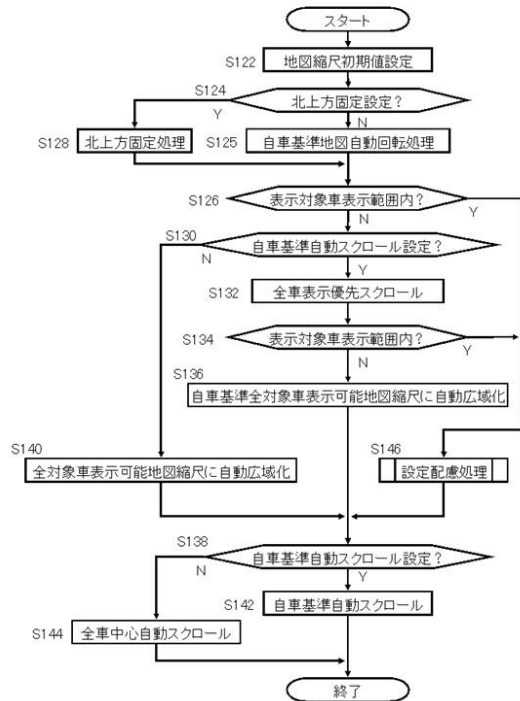 スタート
S122
地図縮尺初期値設定
S124
北上方固定設定？
Y
N
S128
北上方固定処理
S125
自車基準地図自動回転処理
S126
表示対象車表示範囲内？
Y
N
S130
自車基準自動スクロール設定？
N
Y
S132
全車表示優先スクロール
S134
表示対象車表示範囲内？
Y
N
S136
自車基準全対象車表示可能地図縮尺に自動広域化
S140
全対象車表示可能地図縮尺に自動広域化
S146
設定配慮処理
S138
自車基準自動スクロール設定？
N
Y
S142
自車基準自動スクロール
S144
全車中心自動スクロール
終了